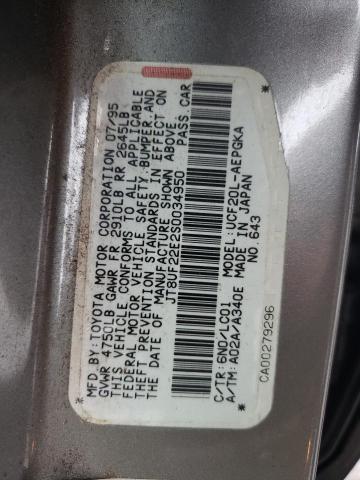 MFD.BY:TOYOTA MOTOR CORPORATION 07/95
GVWR 4750LB GAWR FR 2910LB RR 2645LB
THIS VEHICLE CONFORMS TO ALL APPLICABLE
FEDERAL MOTOR VEHICLE SAFETY,BUMPER,AND
THEFT PREVENTION STANDARDS IN EFFECT ON
THE DATE OF MANUFACTURE SHOWN ABOVE.
JT8UF22E2S0034950 PASS.CAR
C/TR:6N0/LC01 MODEL:UCF20L-AEPGKA
A/TM:A02A/A340E MADE IN JAPAN
NO.643
CA00279296